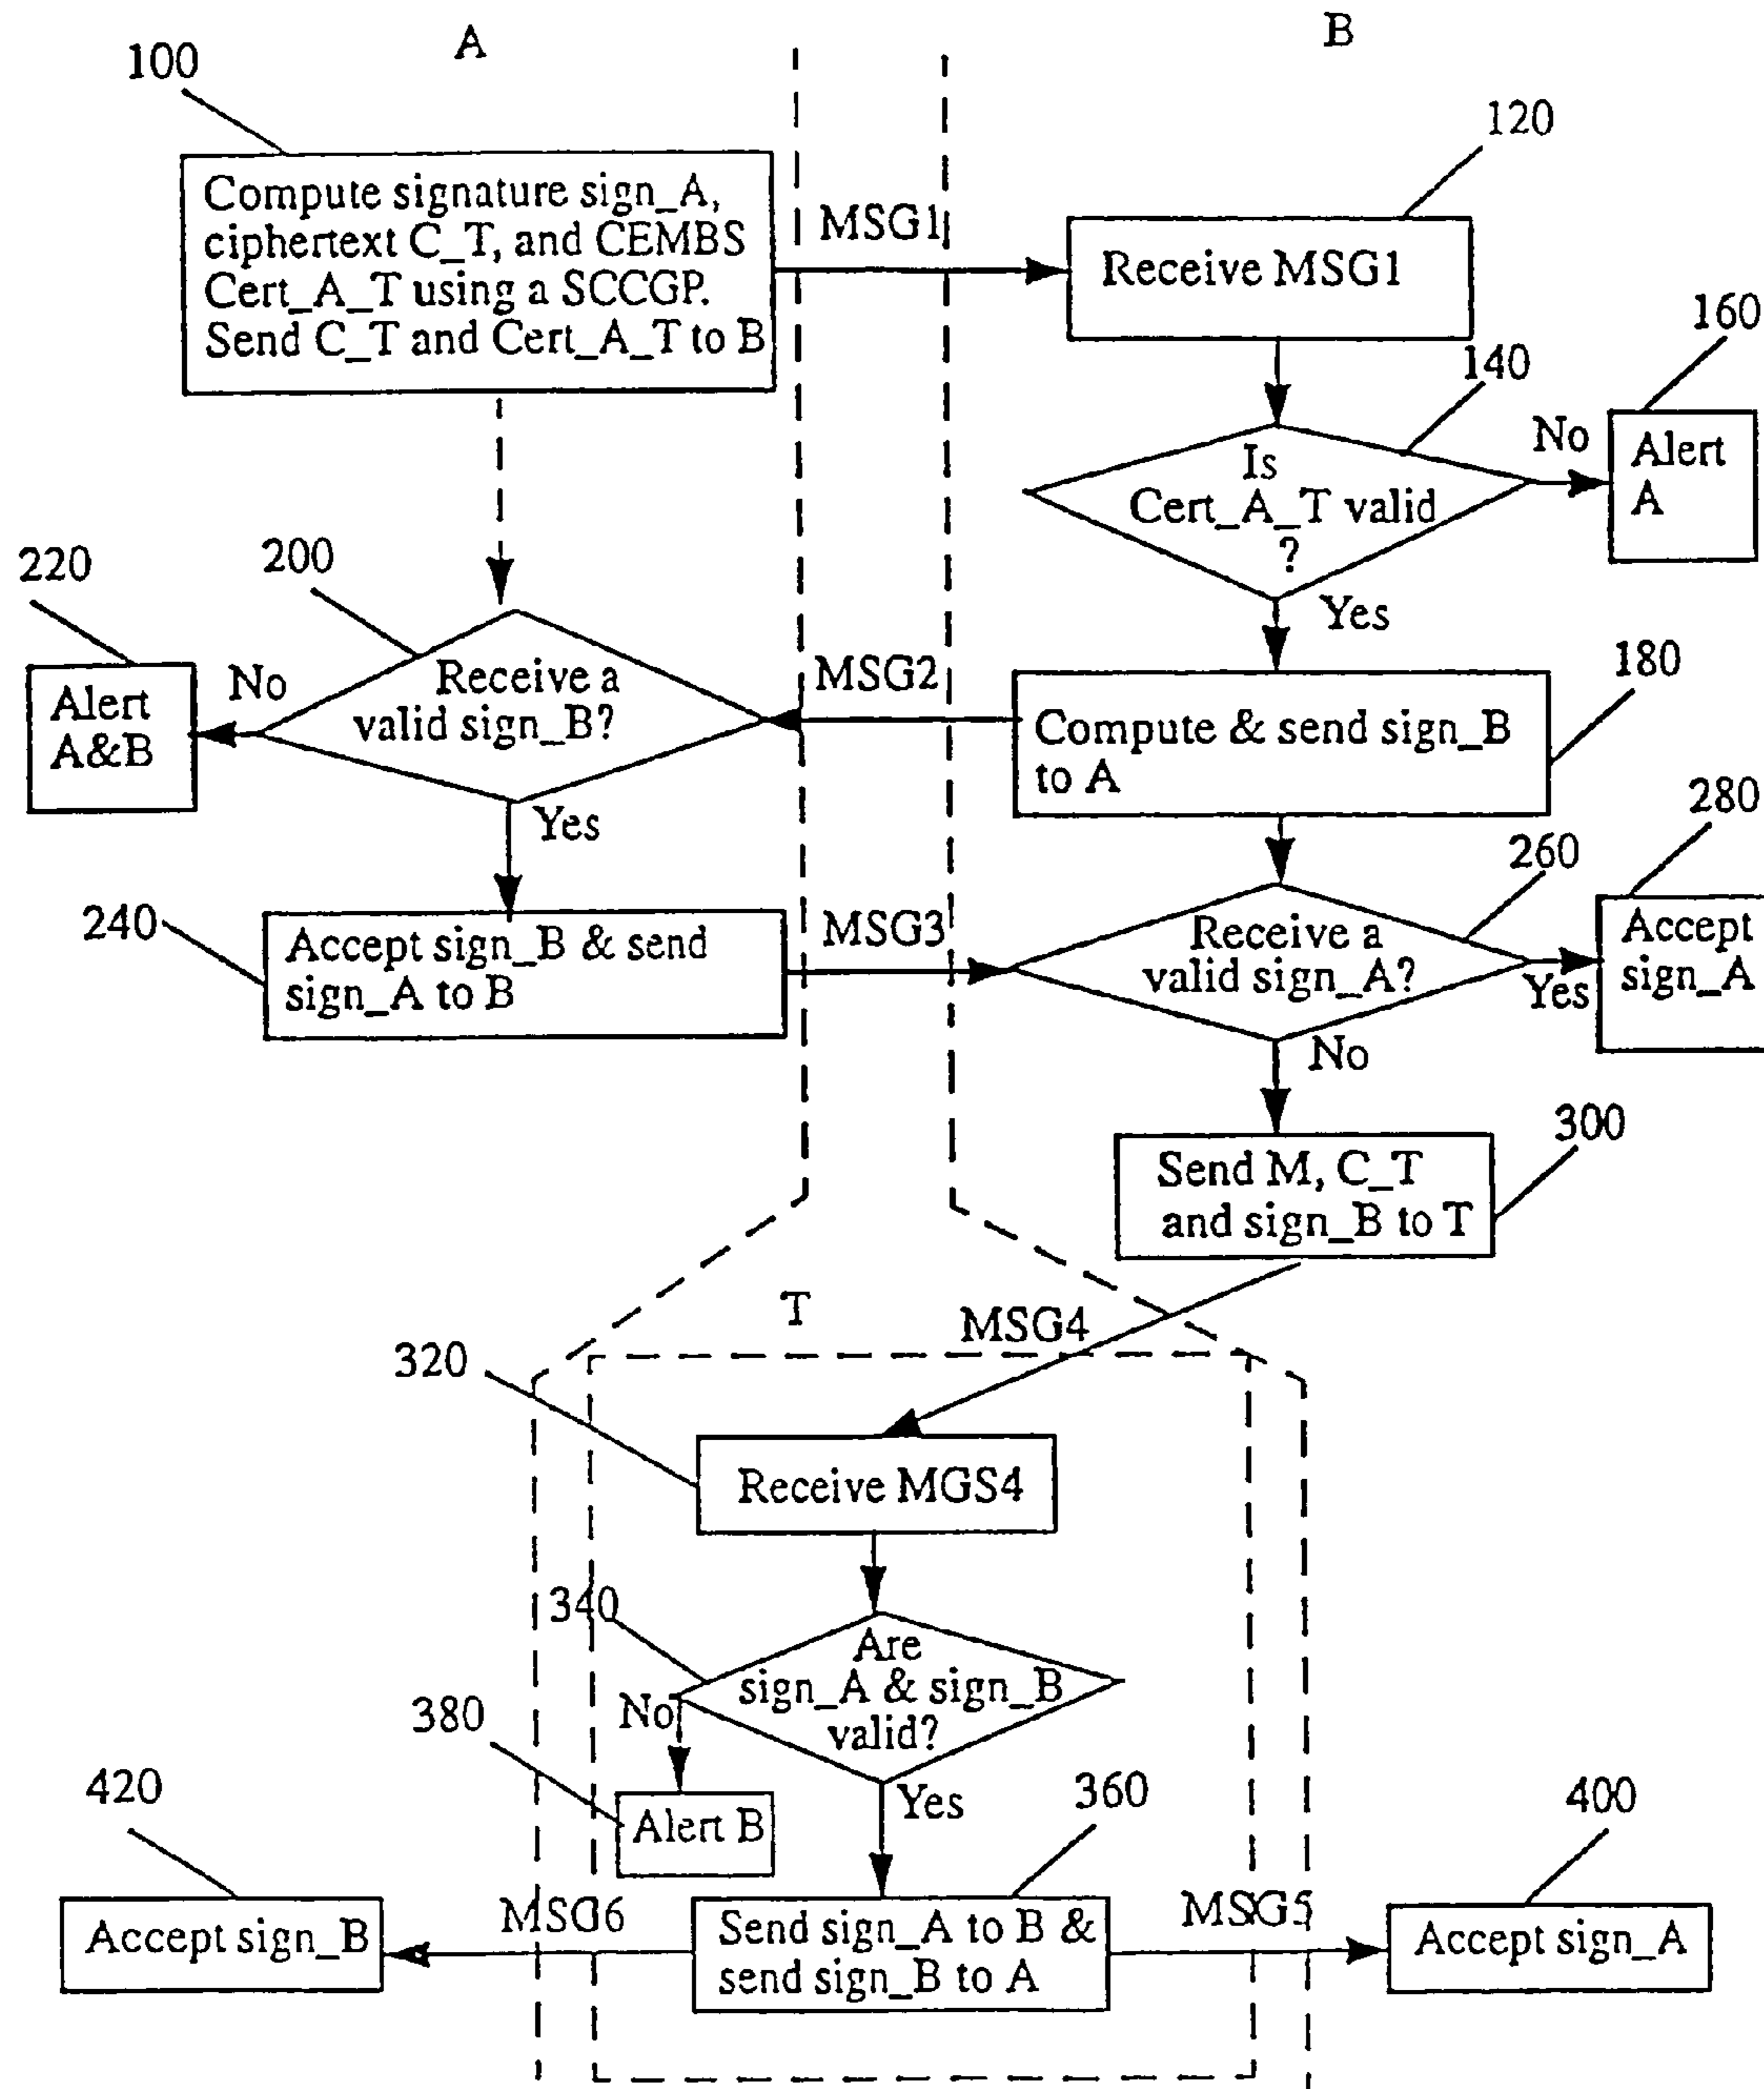 A
B
100
120
Compute signature sign_A,
ciphertext C_T, and CEMBS
Cert_A_T using a SCCGP.
Send C_T and Cert_A_T to B
MSG1
Receive MSG1
160
140
No
Alert
A
Is
Cert_A_T valid
?
Yes
220
200
180
Alert
A&B
No
Receive a
valid sign_B?
MSG2
Compute & send sign_B
to A
Yes
280
260
240
Accept sign_B & send
sign_A to B
MSG3
Receive a
valid sign_A?
Yes
Accept
sign_A
No
300
Send M, C_T
and sign_B to T
T
MSG4
320
Receive MGS4
340
Are
sign_A & sign_B
valid?
No
380
Alert B
Yes
360
420
400
Accept sign_B
MSG6
Send sign_A to B &
send sign_B to A
MSG5
Accept sign_A